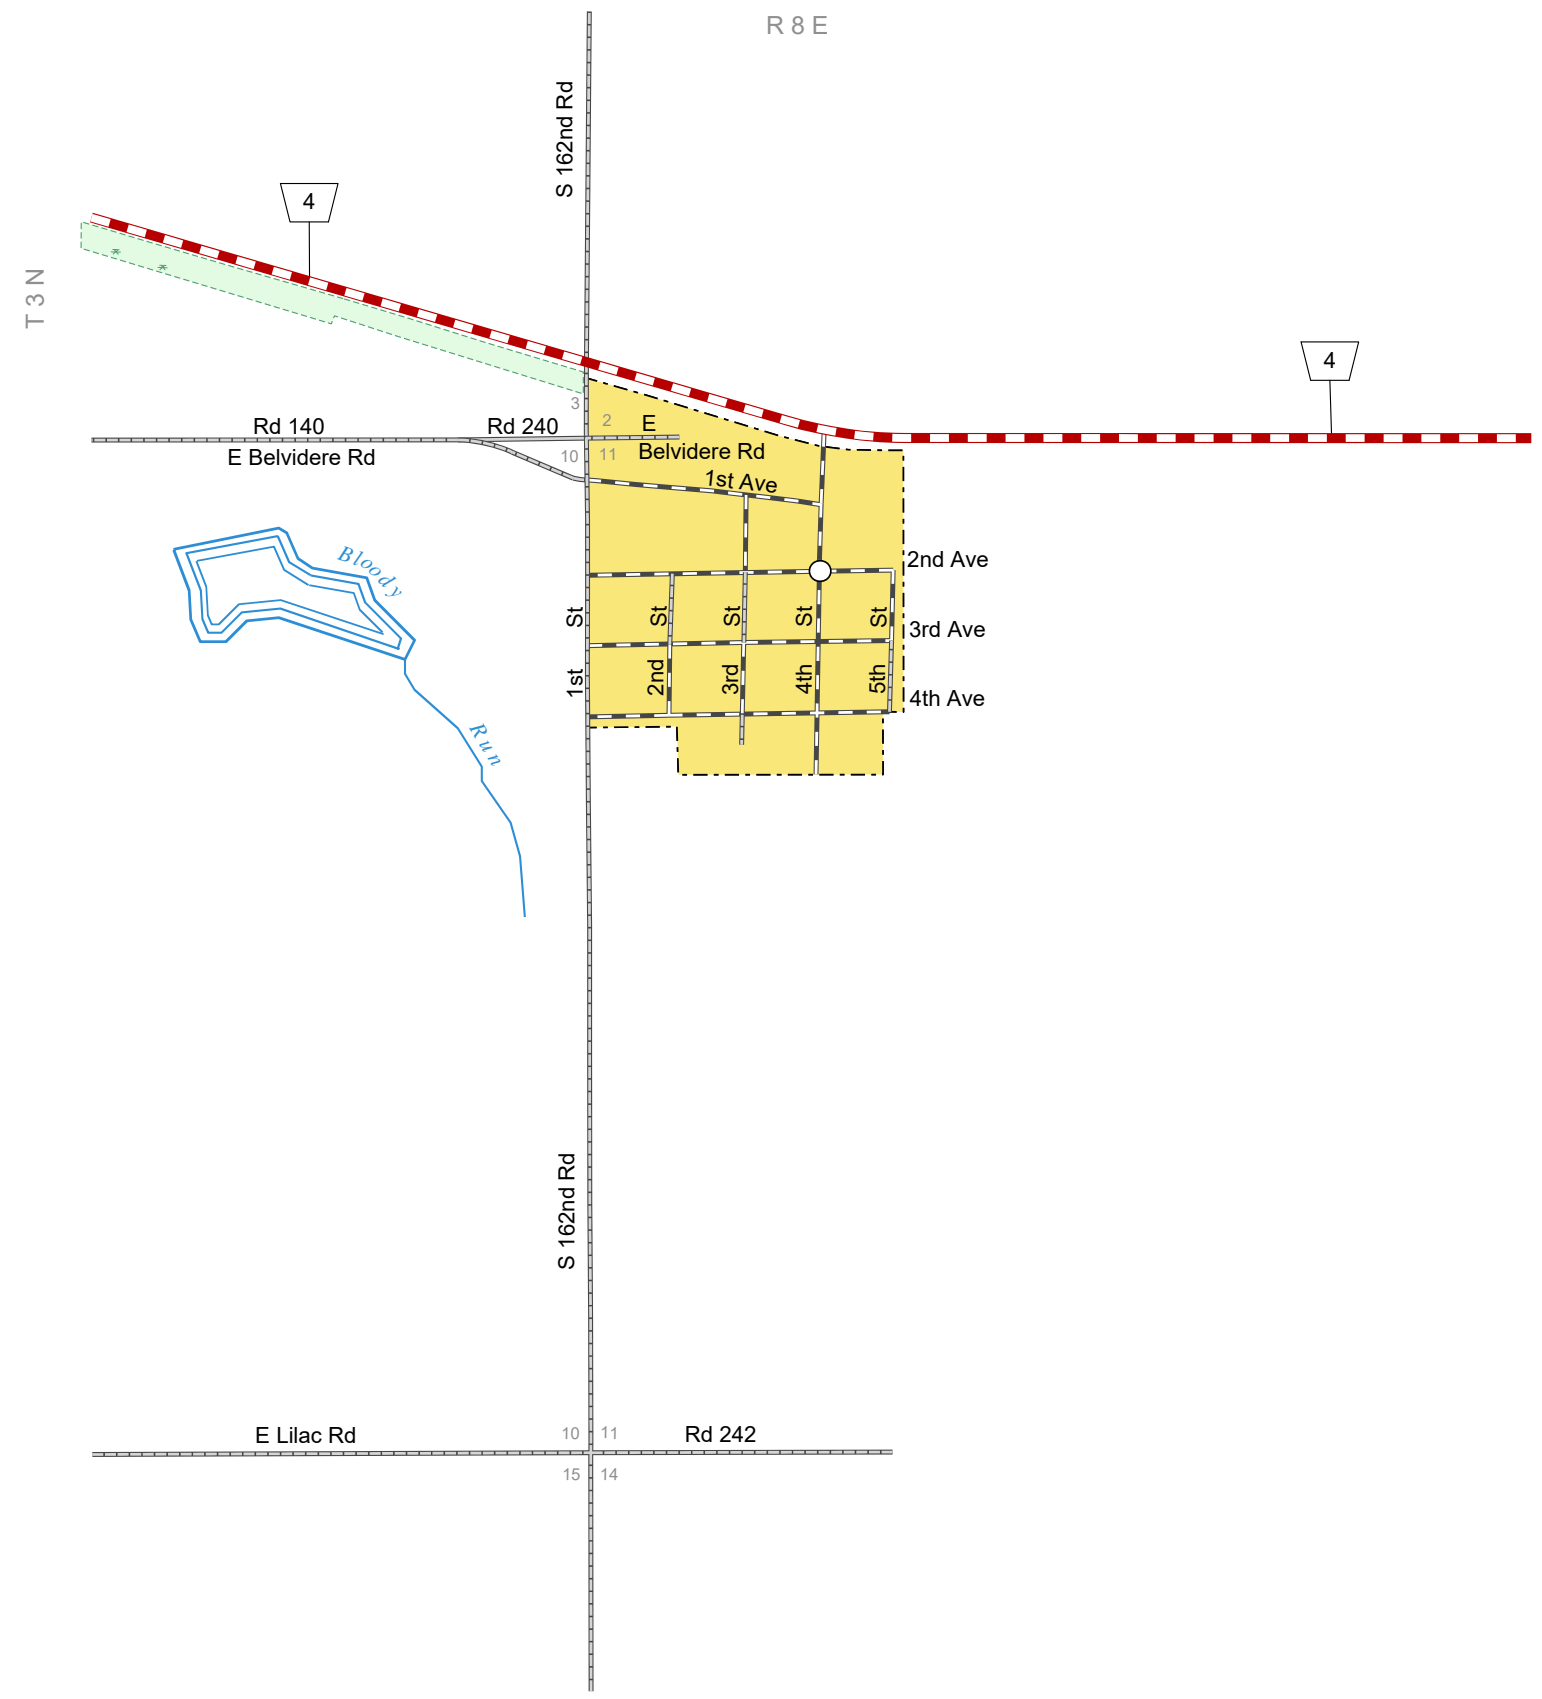 R 8 E
S 162nd Rd
4
T 3 N
4
3
2
Rd 140
Rd 240
E
Belvidere Rd
E Belvidere Rd
10
11
1st Ave
Bloody
2nd Ave
St
St
St
St
St
3rd Ave
1st
2nd
3rd
4th
5th
4th Ave
Run
S 162nd Rd
E Lilac Rd
10
11
Rd 242
15
14